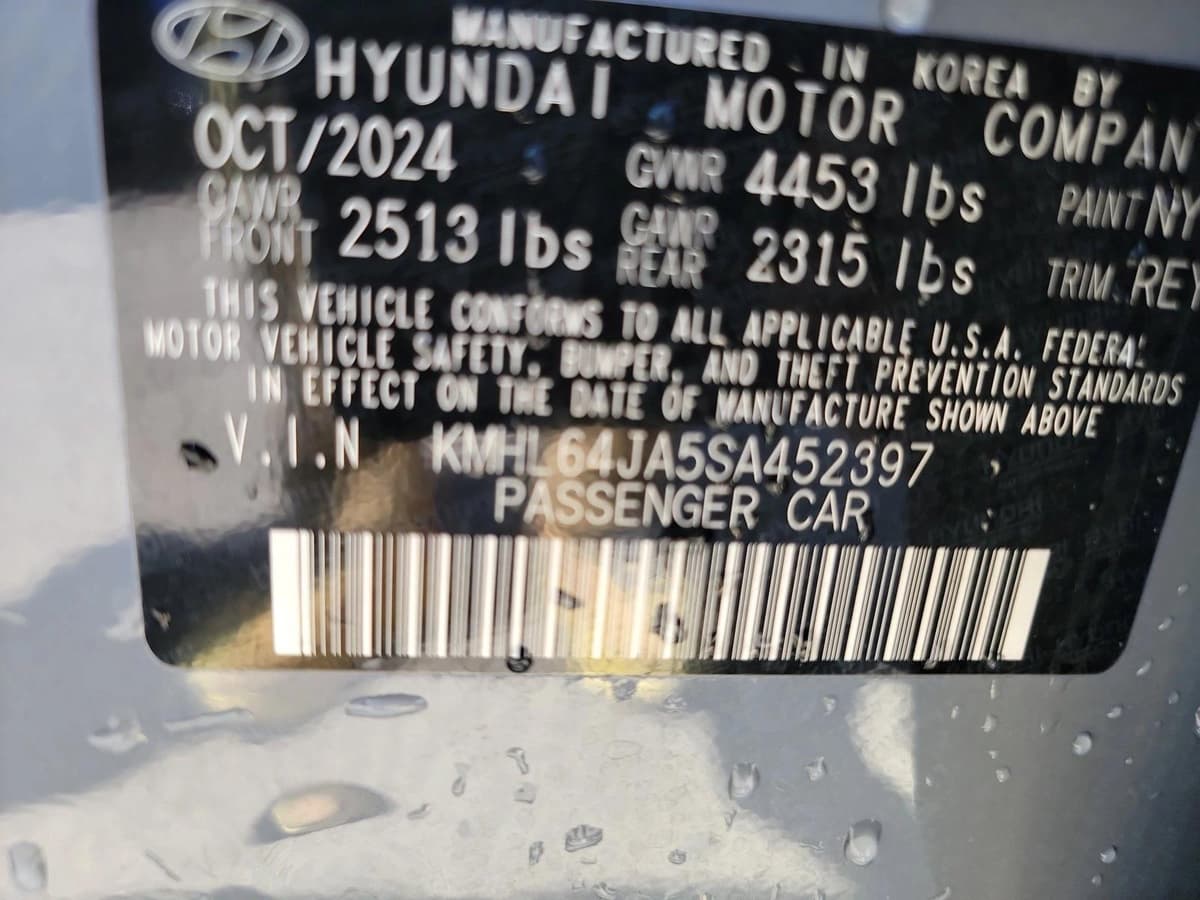 MANUFACTURED IN KOREA BY
HYUNDAI MOTOR COMPAN
OCT/2024 GVWR 4453 lbs PAINT NY
GAWR FRONT 2513 lbs GAWR REAR 2315 lbs TRIM REY
THIS VEHICLE CONFORMS TO ALL APPLICABLE U.S.A. FEDERAL
MOTOR VEHICLE SAFETY, BUMPER, AND THEFT PREVENTION STANDARDS
IN EFFECT ON THE DATE OF MANUFACTURE SHOWN ABOVE
V.I.N KMHL64JA5SA452397
PASSENGER CAR